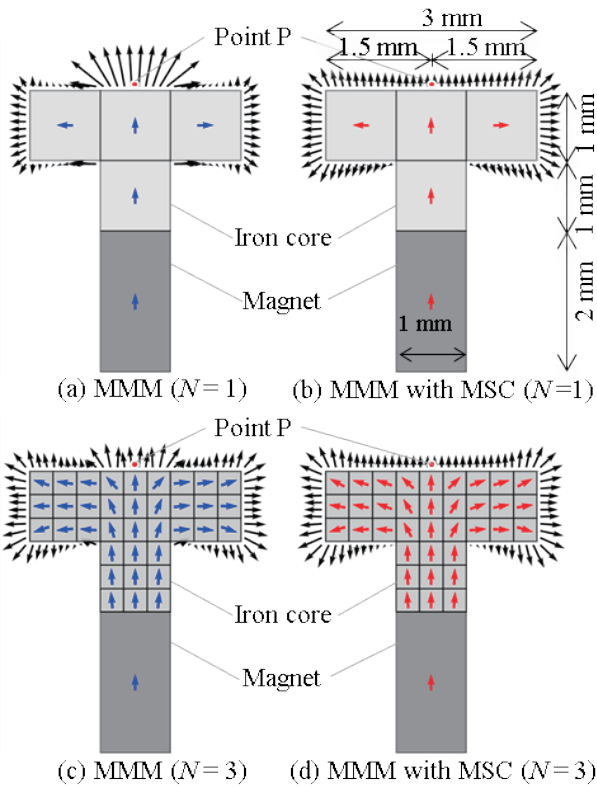 Point P
3 mm
1.5 mm 1.5 mm
1 mm
1 mm
Iron core
2 mm
Magnet
1 mm
(a) MMM (N = 1)
(b) MMM with MSC (N=1)
Point P
Iron core
Magnet
(c) MMM (N = 3)
(d) MMM with MSC (N = 3)